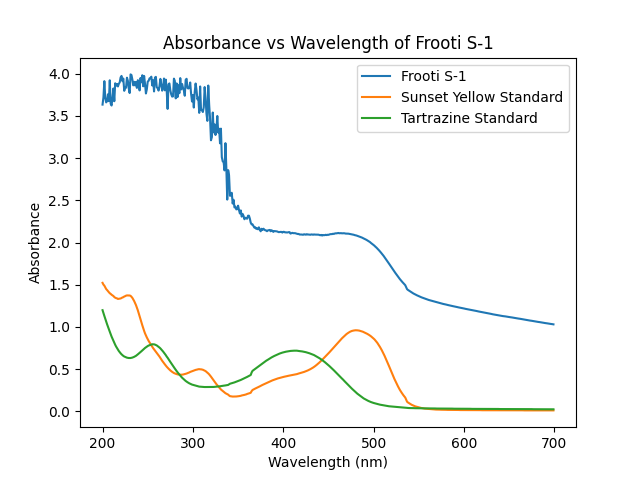 Absorbance vs Wavelength of Frooti S-1
Frooti S-1
Sunset Yellow Standard
Tartrazine Standard
Absorbance
4.0
3.5
3.0
2.5
2.0
1.5
1.0
0.5
0.0
200 300 400 500 600 700
Wavelength (nm)